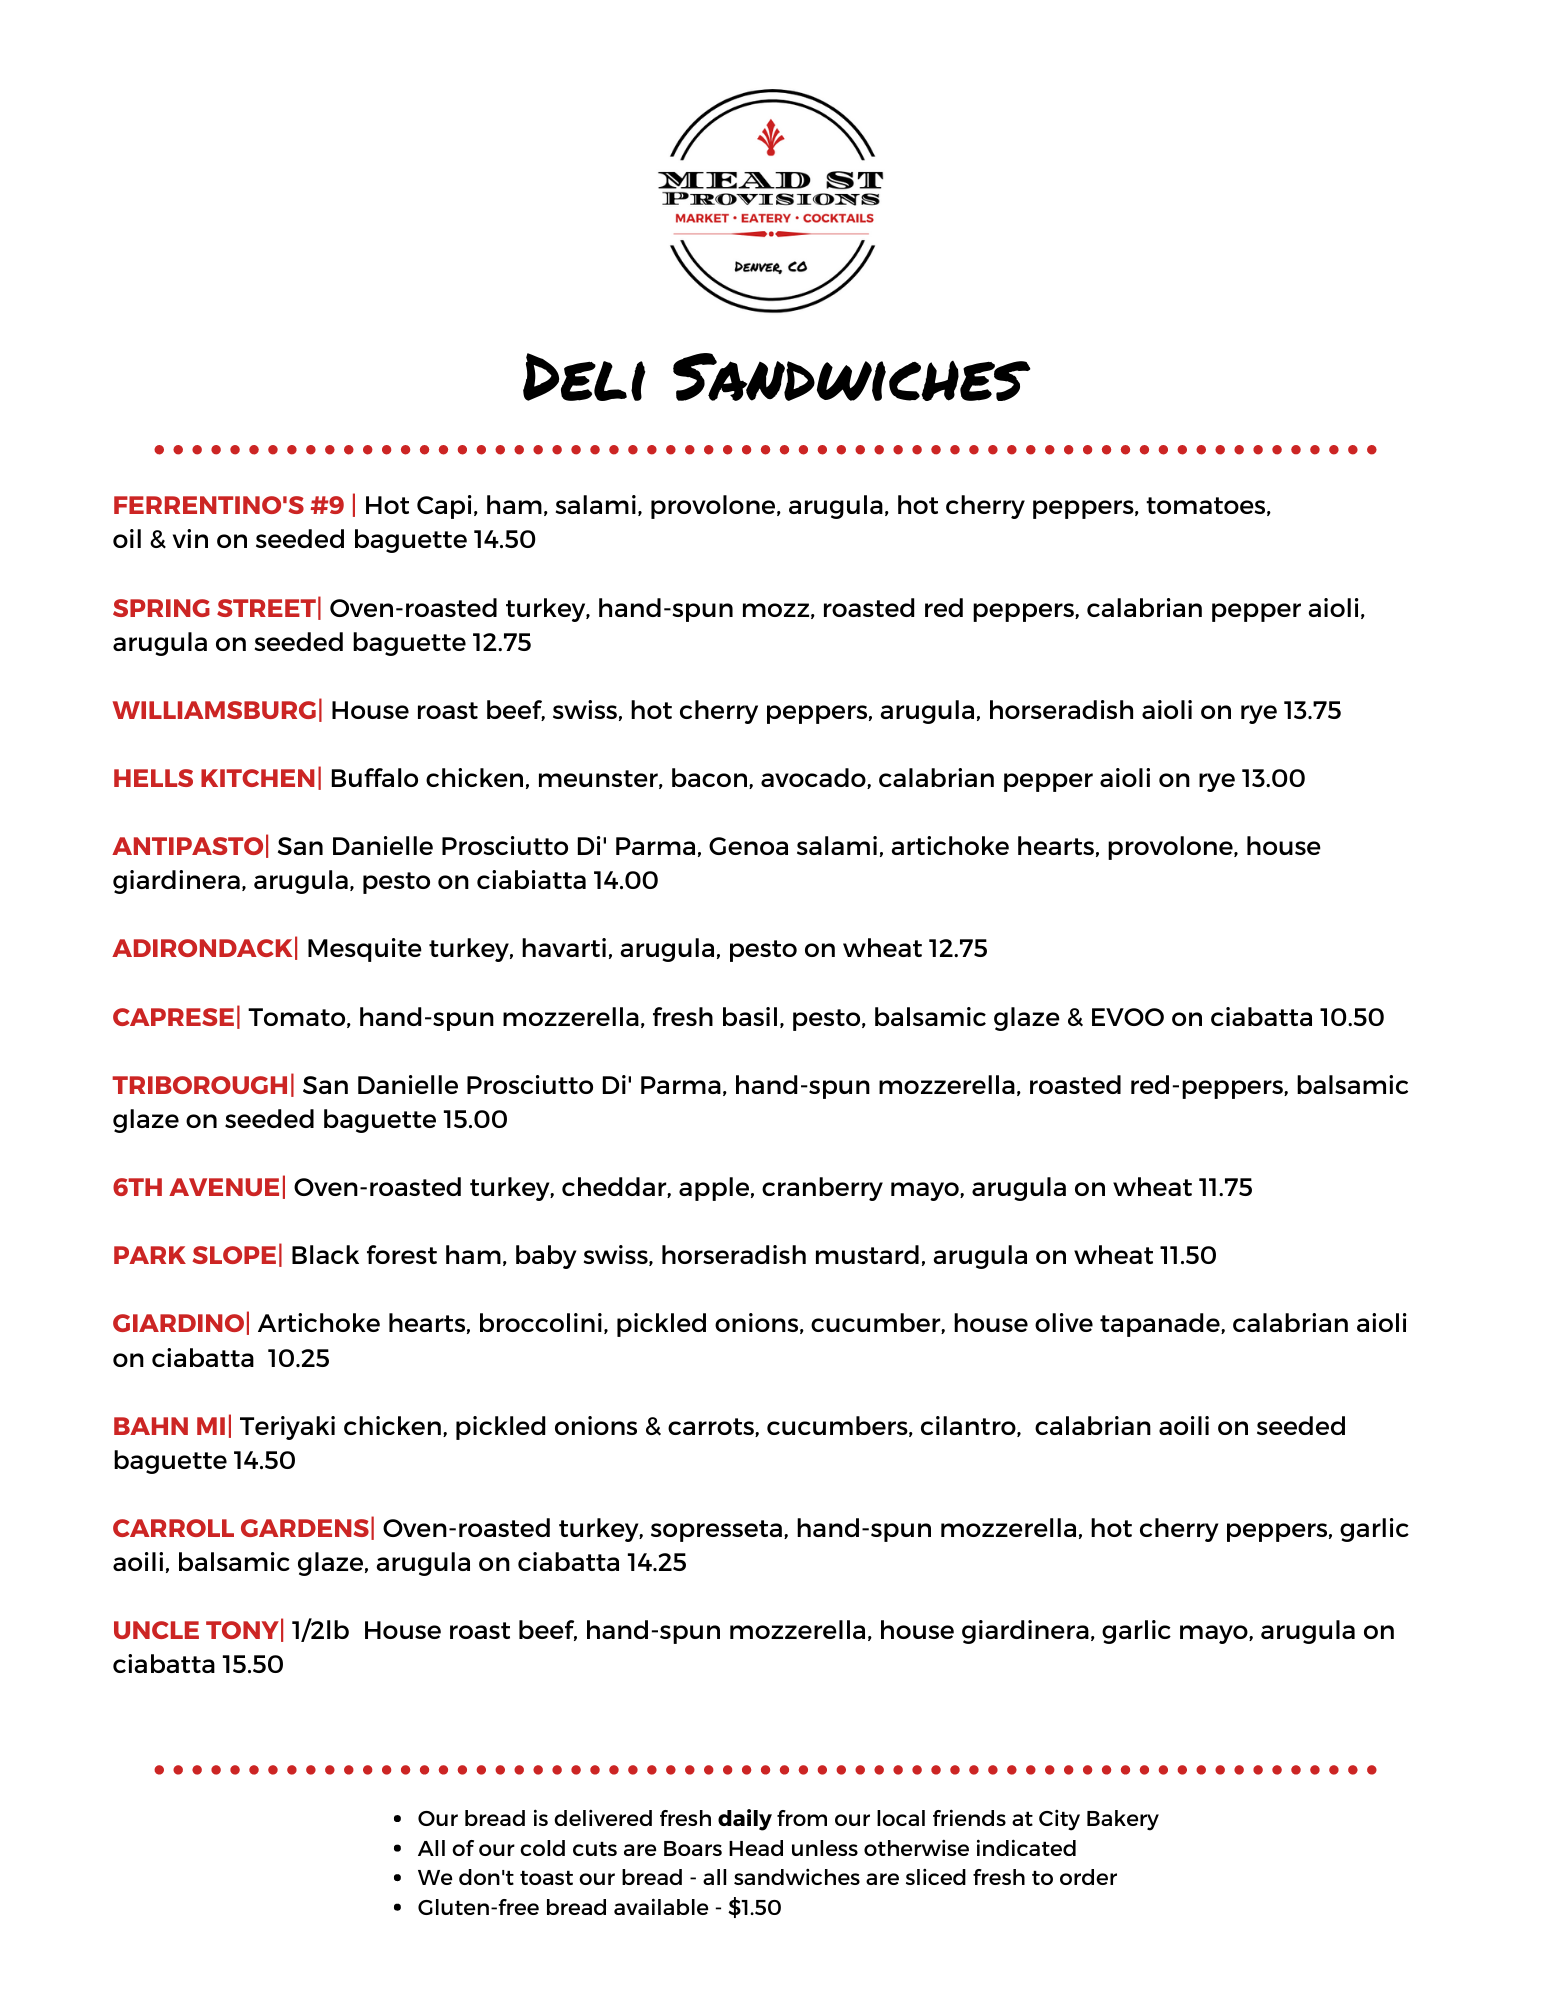 MEAD ST
PROVISIONS
MARKET • EATERY • COCKTAILS
DENVER, CO
DELI SANDWICHES
FERRENTINO'S #9 | Hot Capi, ham, salami, provolone, arugula, hot cherry peppers, tomatoes,
oil & vin on seeded baguette 14.50
SPRING STREET| Oven-roasted turkey, hand-spun mozz, roasted red peppers, calabrian pepper aioli,
arugula on seeded baguette 12.75
WILLIAMSBURG| House roast beef, swiss, hot cherry peppers, arugula, horseradish aioli on rye 13.75
HELLS KITCHEN| Buffalo chicken, meunster, bacon, avocado, calabrian pepper aioli on rye 13.00
ANTIPASTO| San Danielle Prosciutto Di' Parma, Genoa salami, artichoke hearts, provolone, house
giardinera, arugula, pesto on ciabiatta 14.00
ADIRONDACK| Mesquite turkey, havarti, arugula, pesto on wheat 12.75
CAPRESE| Tomato, hand-spun mozzerella, fresh basil, pesto, balsamic glaze & EVOO on ciabatta 10.50
TRIBOROUGH| San Danielle Prosciutto Di' Parma, hand-spun mozzerella, roasted red-peppers, balsamic
glaze on seeded baguette 15.00
6TH AVENUE| Oven-roasted turkey, cheddar, apple, cranberry mayo, arugula on wheat 11.75
PARK SLOPE| Black forest ham, baby swiss, horseradish mustard, arugula on wheat 11.50
GIARDINO| Artichoke hearts, broccolini, pickled onions, cucumber, house olive tapanade, calabrian aioli
on ciabatta  10.25
BAHN MI| Teriyaki chicken, pickled onions & carrots, cucumbers, cilantro,  calabrian aoili on seeded
baguette 14.50
CARROLL GARDENS| Oven-roasted turkey, sopresseta, hand-spun mozzerella, hot cherry peppers, garlic
aoili, balsamic glaze, arugula on ciabatta 14.25
UNCLE TONY| 1/2lb  House roast beef, hand-spun mozzerella, house giardinera, garlic mayo, arugula on
ciabatta 15.50
• Our bread is delivered fresh daily from our local friends at City Bakery
• All of our cold cuts are Boars Head unless otherwise indicated
• We don't toast our bread - all sandwiches are sliced fresh to order
• Gluten-free bread available - $1.50